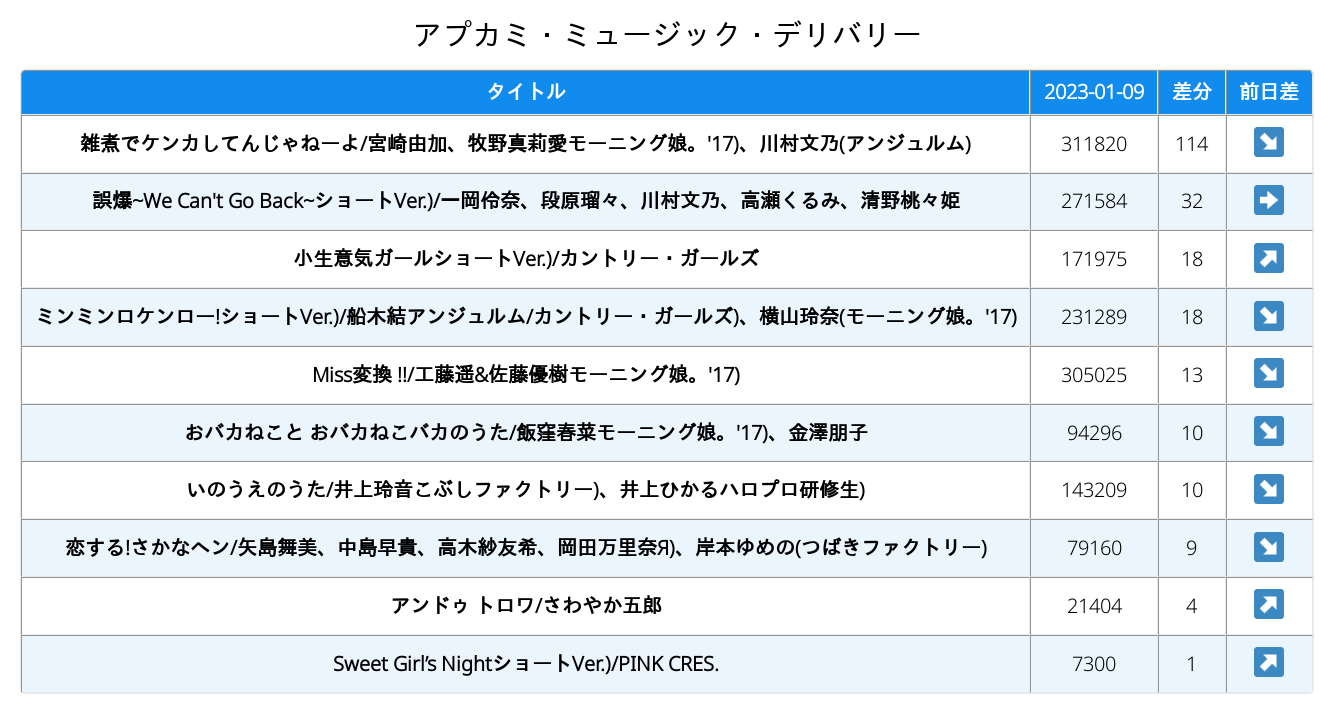 アプカミ・ミュージック・デリバリー
タイトル 2023-01-09 差分 前日差
雑煮でケンカしてんじゃねーよ/宮崎由加、牧野真莉愛モーニング娘。'17)、川村文乃(アンジュルム) 311820 114
誤爆~We Can't Go Back~ショートVer.)/一岡伶奈、段原瑠々、川村文乃、高瀬くるみ、清野桃々姫 271584 32
小生意気ガールショートVer.)/カントリー・ガールズ 171975 18
ミンミンロケンロー!ショートVer.)/船木結アンジュルム/カントリー・ガールズ)、横山玲奈(モーニング娘。'17) 231289 18
Miss変換 !!/工藤遥&佐藤優樹モーニング娘。'17) 305025 13
おバカねこと おバカねこバカのうた/飯窪春菜モーニング娘。'17)、金澤朋子 94296 10
いのうえのうた/井上玲音こぶしファクトリー)、井上ひかるハロプロ研修生) 143209 10
恋する!さかなヘン/矢島舞美、中島早貴、高木紗友希、岡田万里奈Я)、岸本ゆめの(つばきファクトリー) 79160 9
アンドゥ トロワ/さわやか五郎 21404 4
Sweet Girl’s NightショートVer.)/PINK CRES. 7300 1